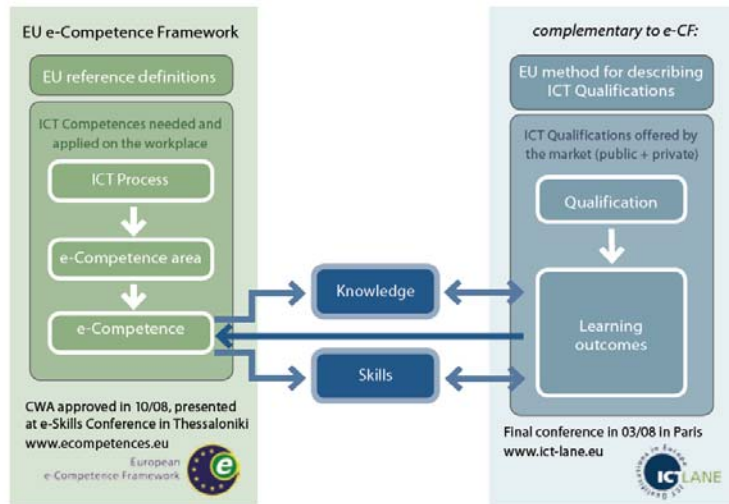 EU e-Competence Framework
EU reference definitions
ICT Competences needed and
applied on the workplace
ICT Process
e-Competence area
e-Competence
CWA approved in 10/08, presented
at e-Skills Conference in Thessaloniki
www.ecompetences.eu
European
e-Competence Framework
e
Knowledge
Skills
complementary to e-CF:
EU method for describing
ICT Qualifications
ICT Qualifications offered by
the market (public + private)
Qualification
Learning
outcomes
Final conference in 03/08 in Paris
www.ict-lane.eu
ICT LANE